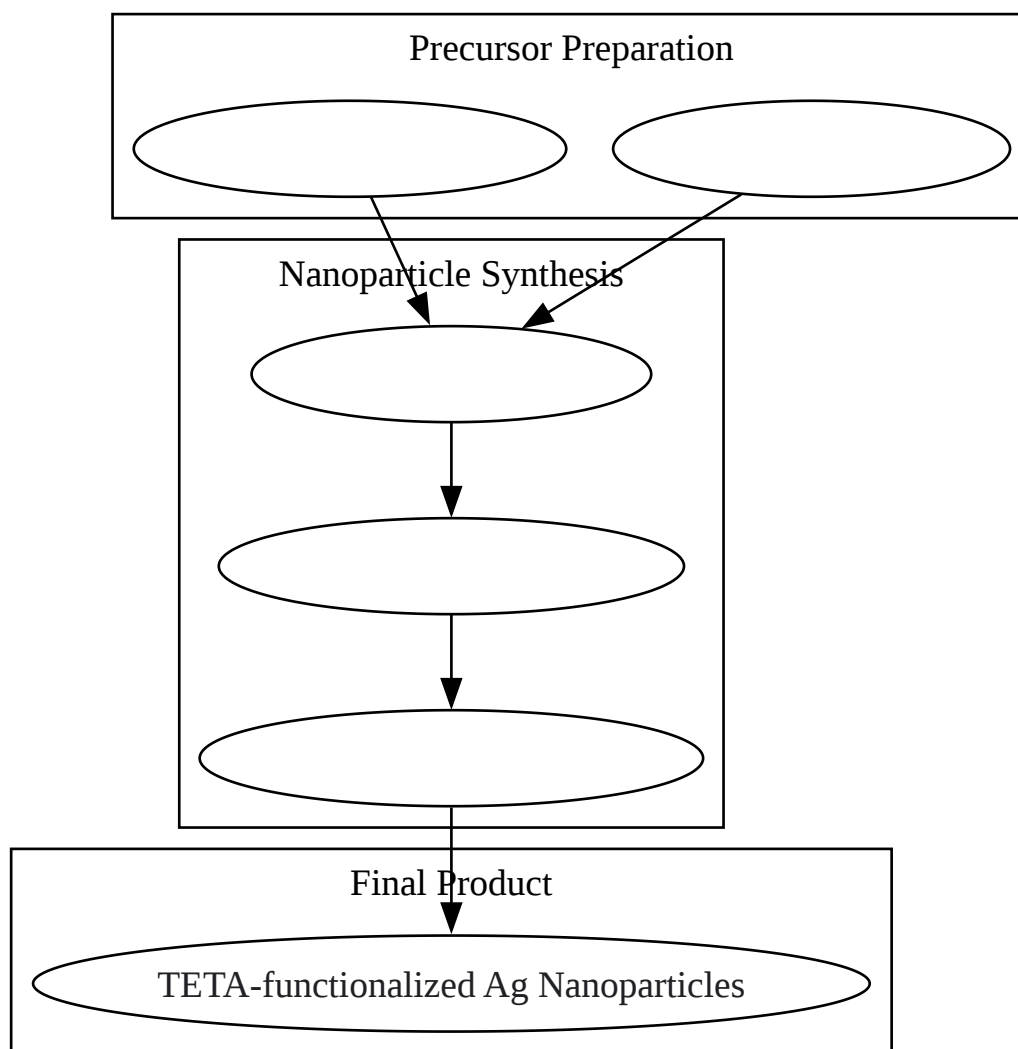 Precursor Preparation
Nanoparticle Synthesis
Final Product
TETA-functionalized Ag Nanoparticles